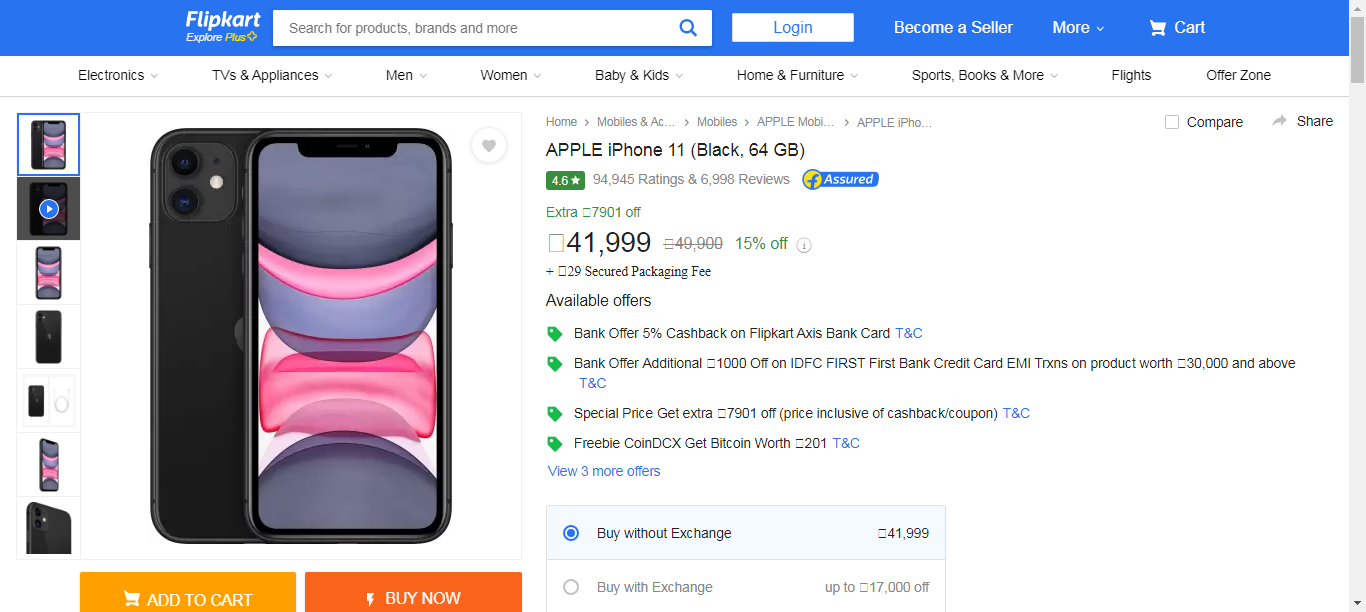 Flipkart
Explore Plus
Search for products, brands and more
Login
Become a Seller
More
Cart
Electronics
TVs & Appliances
Men
Women
Baby & Kids
Home & Furniture
Sports, Books & More
Flights
Offer Zone
Home > Mobiles & Ac... > Mobiles > APPLE Mobi... > APPLE iPho...
Compare
Share
APPLE iPhone 11 (Black, 64 GB)
4.6★ 94,945 Ratings & 6,998 Reviews Assured
Extra □7901 off
□41,999 □49,900 15% off
+ □29 Secured Packaging Fee
Available offers
Bank Offer 5% Cashback on Flipkart Axis Bank Card T&C
Bank Offer Additional □1000 Off on IDFC FIRST First Bank Credit Card EMI Trxns on product worth □30,000 and above
T&C
Special Price Get extra □7901 off (price inclusive of cashback/coupon) T&C
Freebie CoinDCX Get Bitcoin Worth □201 T&C
View 3 more offers
Buy without Exchange □41,999
Buy with Exchange up to □17,000 off
ADD TO CART
BUY NOW